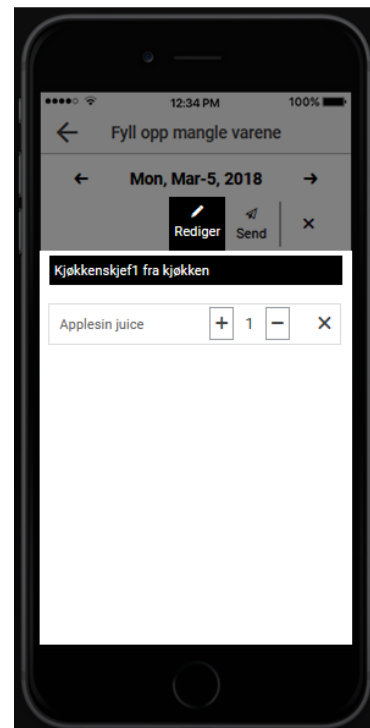 12:34 PM 100%
Fyll opp mangle varene
Mon, Mar-5, 2018
Rediger Send
Kjøkkenskjef1 fra kjøkken
Applesin juice + 1 −